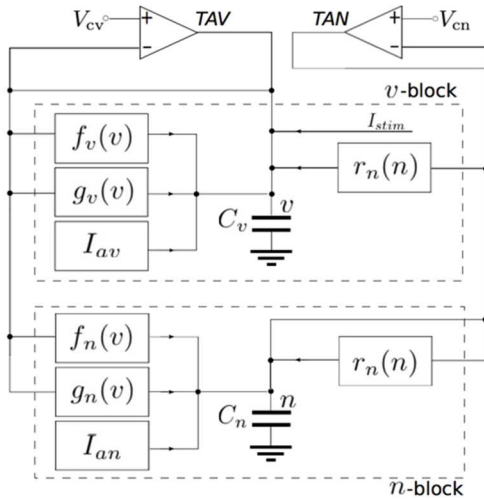 V_cv + TAV TAN + V_cn
− −
v-block
f_v(v) I_stim
g_v(v) r_n(n)
I_av C_v v
f_n(v)
g_n(v) r_n(n)
I_an C_n n
n-block